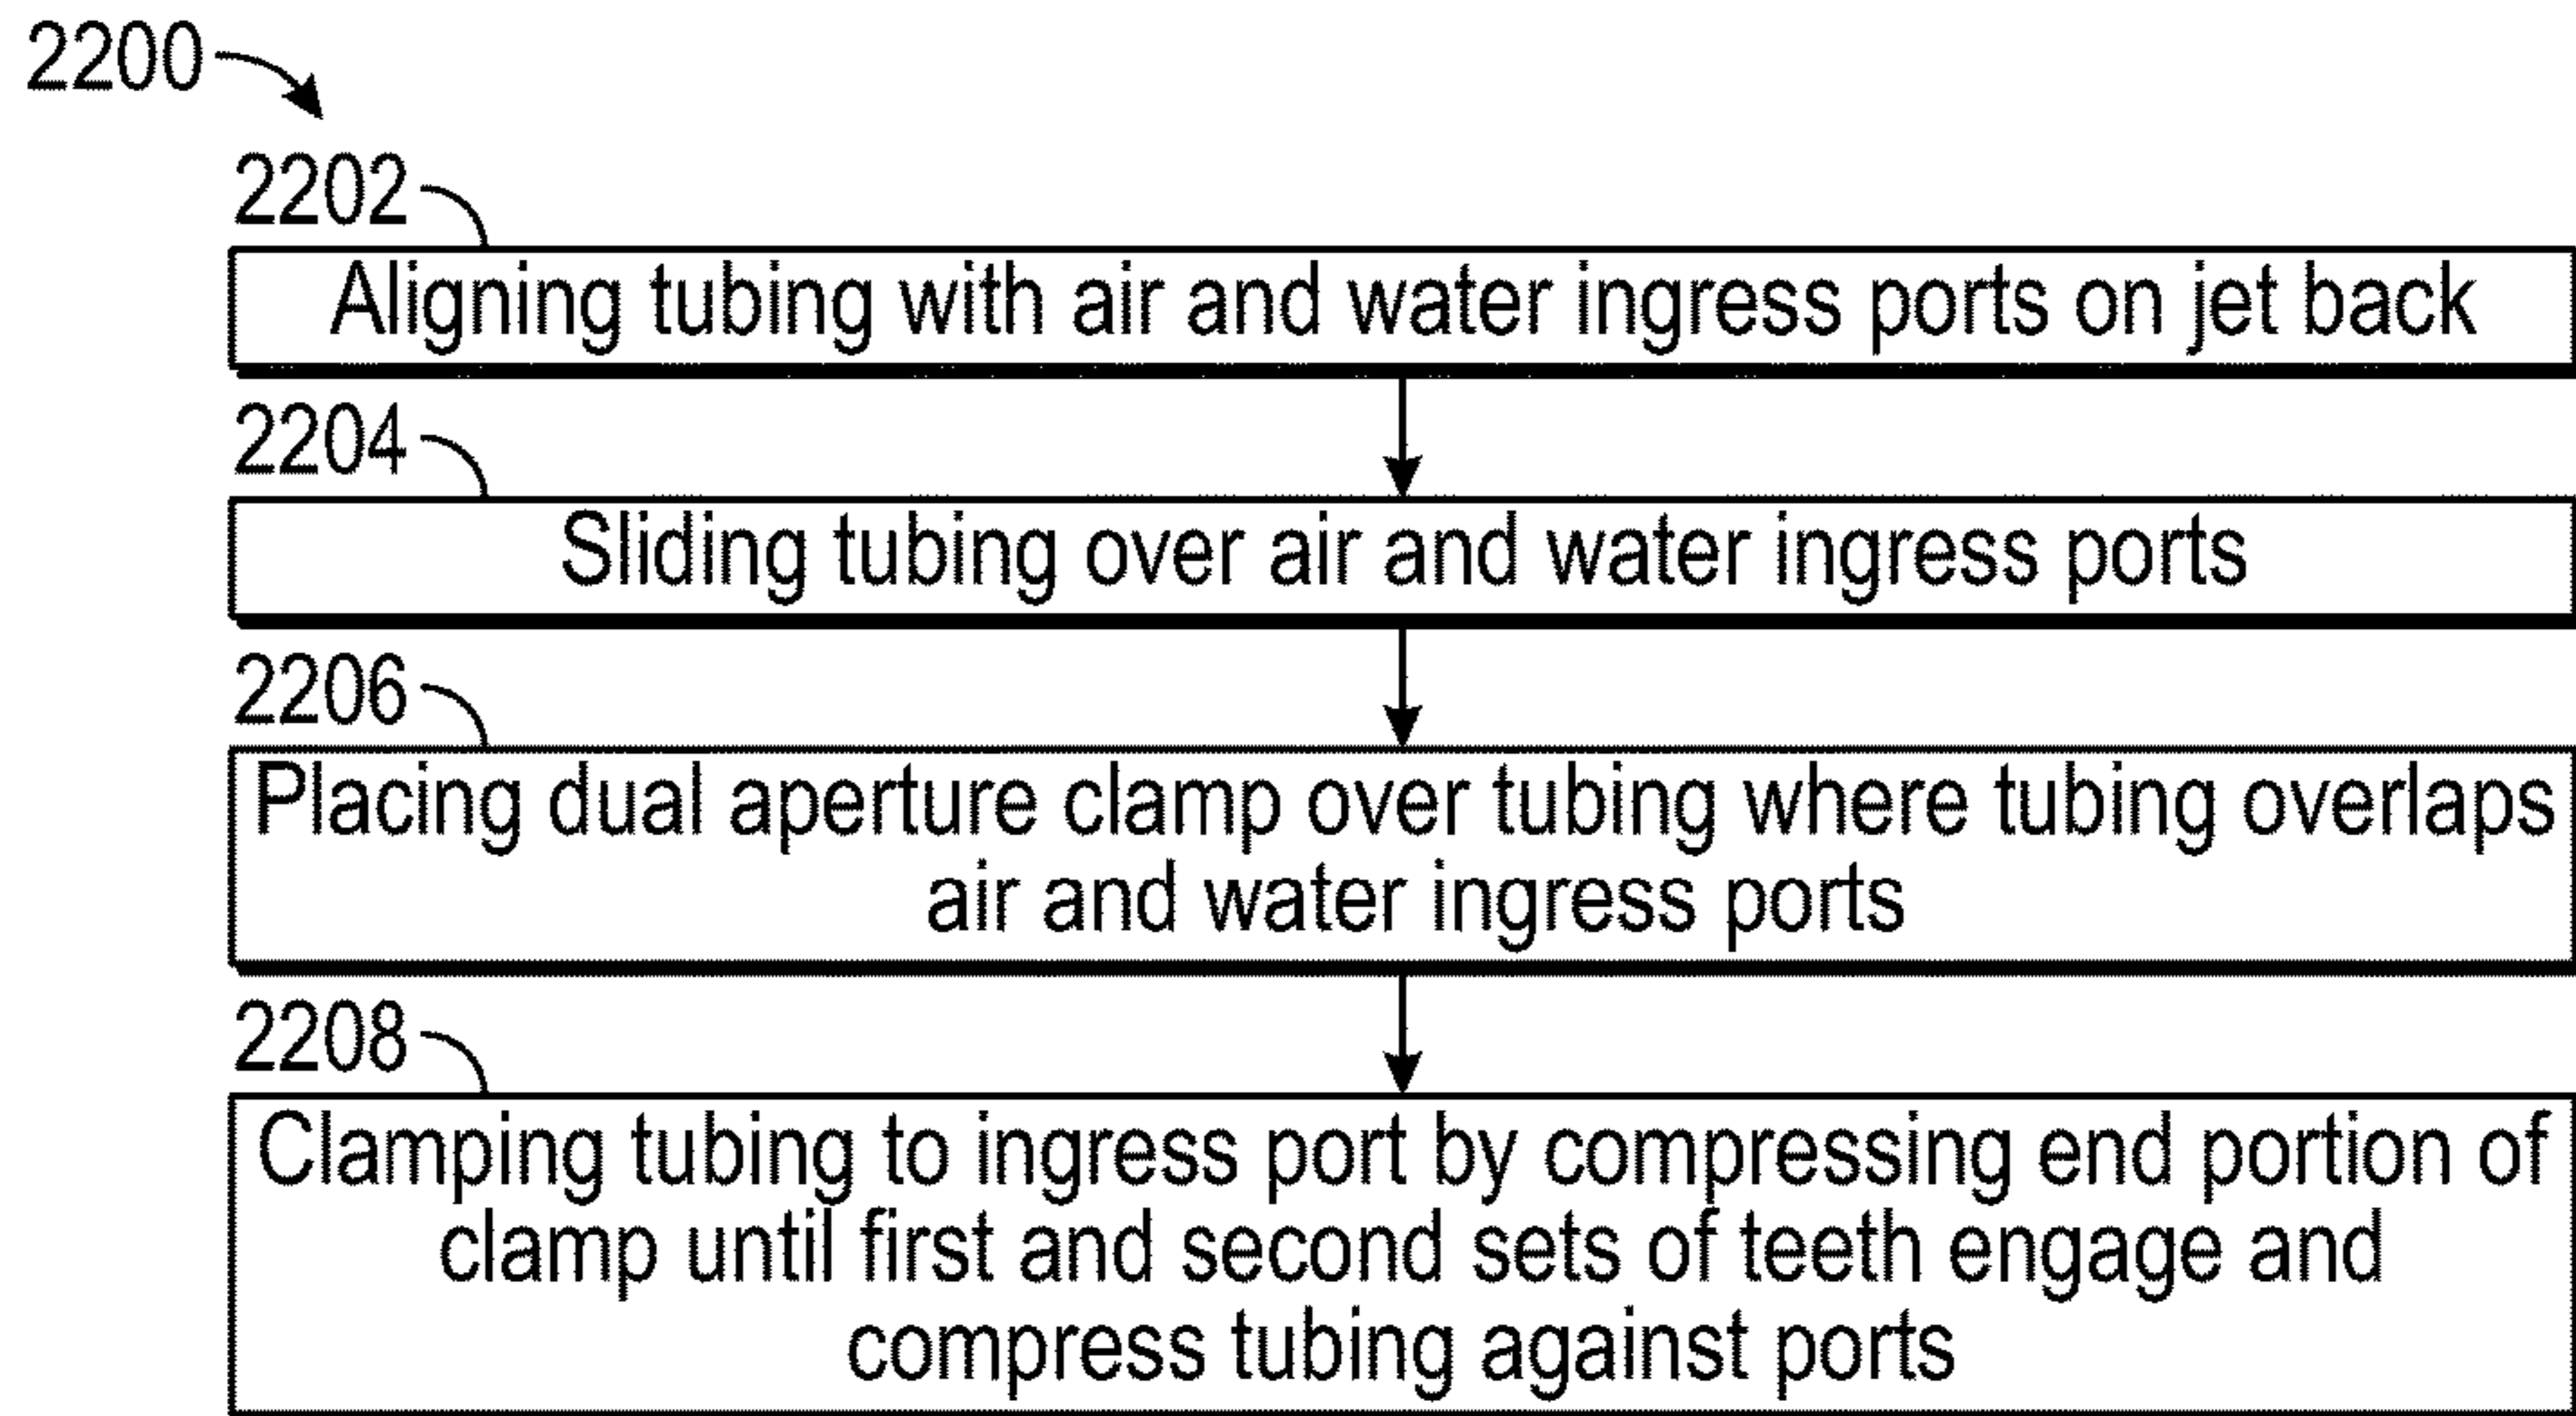 2200
2202
Aligning tubing with air and water ingress ports on jet back
2204
Sliding tubing over air and water ingress ports
2206
Placing dual aperture clamp over tubing where tubing overlaps
air and water ingress ports
2208
Clamping tubing to ingress port by compressing end portion of
clamp until first and second sets of teeth engage and
compress tubing against ports